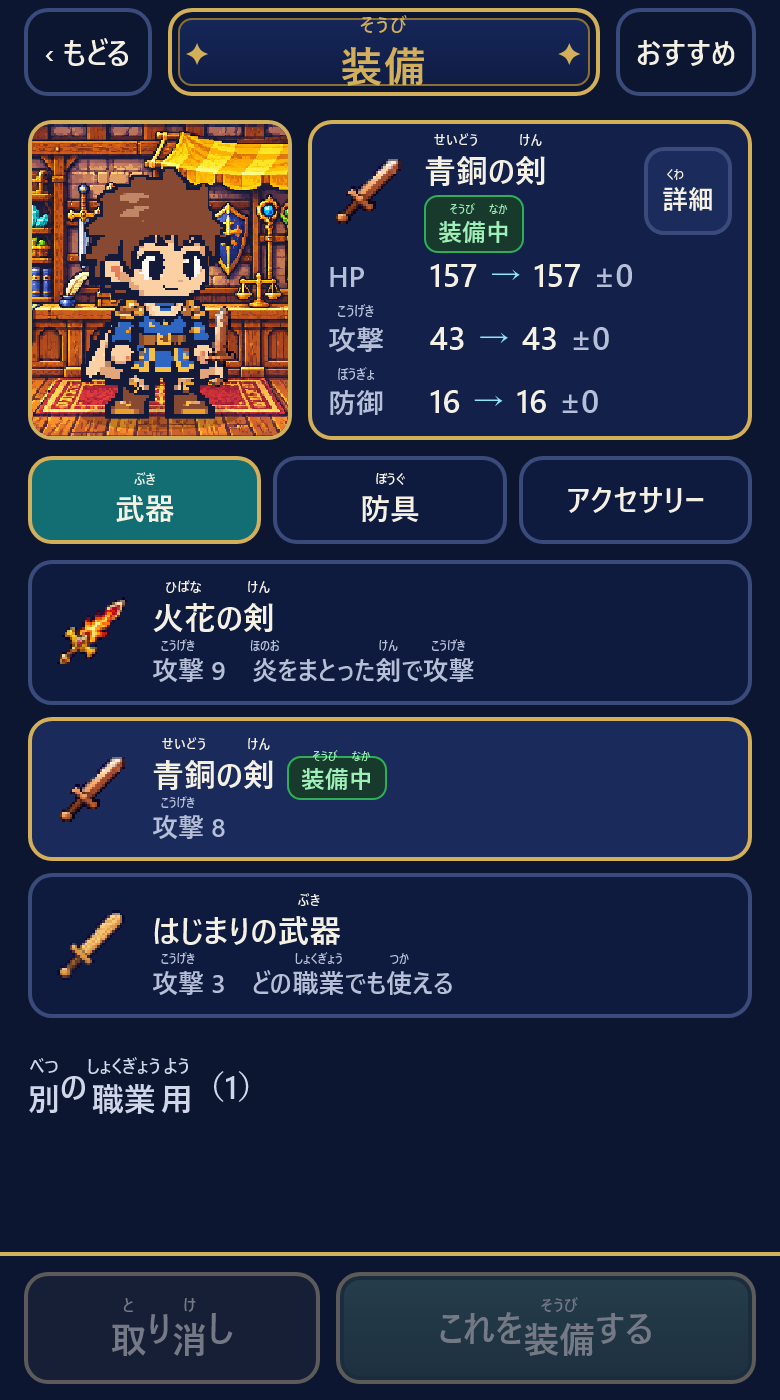 ‹ もどる
そうび
装備
おすすめ
せいどう けん
青銅の剣
くわ
詳細
そうび なか
装備中
HP 157 → 157 ±0
こうげき
攻撃 43 → 43 ±0
ぼうぎょ
防御 16 → 16 ±0
ぶき
武器
ぼうぐ
防具
アクセサリー
ひばな けん
火花の剣
こうげき ほのお けん こうげき
攻撃 9 炎をまとった剣で攻撃
せいどう けん
青銅の剣
そうび なか
装備中
こうげき
攻撃 8
ぶき
はじまりの武器
こうげき しょくぎょう つか
攻撃 3 どの職業でも使える
べつ しょくぎょう よう
別の職業用（1）
と け
取り消し
そうび
これを装備する